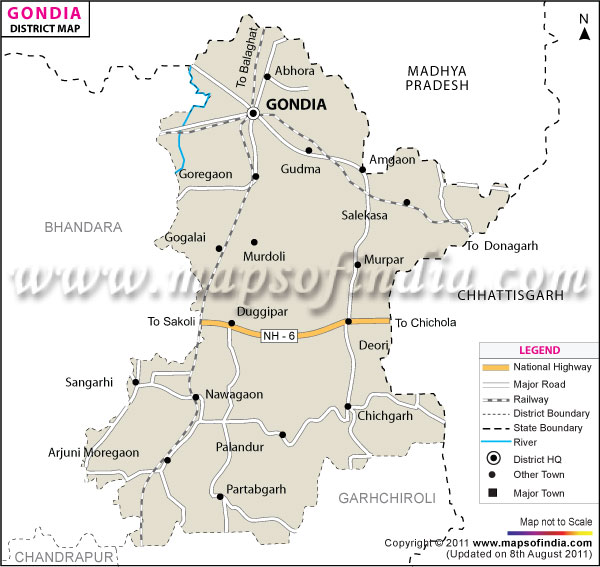 GONDIA
DISTRICT MAP
N
To Balaghat
Abhora
MADHYA
PRADESH
GONDIA
Gudma
Amgaon
Goregaon
Salekasa
BHANDARA
Gogalai
Murdoli
To Donagarh
Murpar
www.mapsofindia.com
CHHATTISGARH
Duggipar
To Sakoli
To Chichola
NH - 6
Deori
LEGEND
National Highway
Major Road
Railway
District Boundary
State Boundary
River
District HQ
Other Town
Major Town
Sangarhi
Nawagaon
Chichgarh
Arjuni Moregaon
Palandur
Partabgarh
GARHCHIROLI
CHANDRAPUR
Map not to Scale
Copyright © 2011 www.mapsofindia.com
(Updated on 8th August 2011)